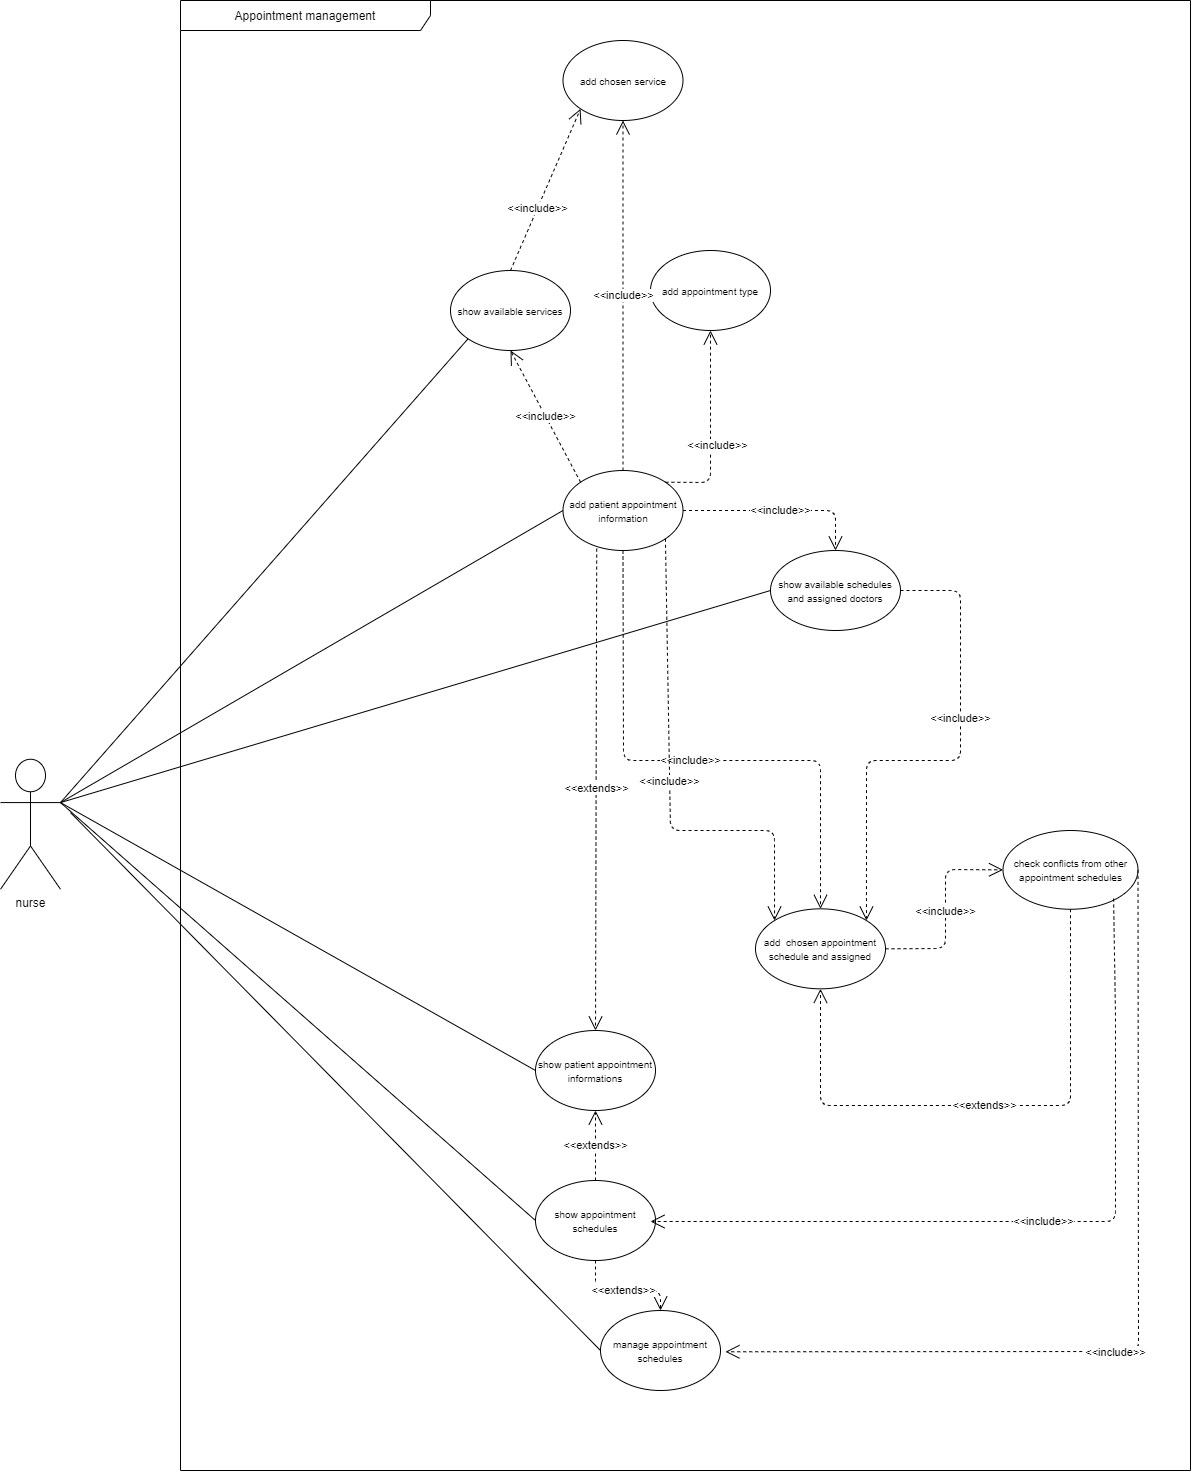 Appointment management
add chosen service
<<include>>
<<include>>
add appointment type
show available services
<<include>>
<<include>>
add patient appointment
information
<<include>>
show available schedules
and assigned doctors
<<include>>
<<include>>
<<include>>
<<extends>>
nurse
check conflicts from other
appointment schedules
<<include>>
add  chosen appointment
schedule and assigned
show patient appointment
informations
<<extends>>
<<extends>>
show appointment
schedules
<<include>>
<<extends>>
manage appointment
schedules
<<include>>